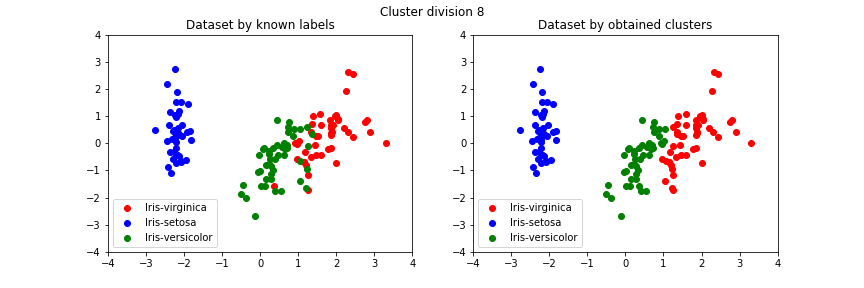 Cluster division 8
Dataset by known labels
Dataset by obtained clusters
4
3
2
1
0
−1
−2
−3
−4
−4 −3 −2 −1 0 1 2 3 4
Iris-virginica
Iris-setosa
Iris-versicolor
4
3
2
1
0
−1
−2
−3
−4
−4 −3 −2 −1 0 1 2 3 4
Iris-virginica
Iris-setosa
Iris-versicolor